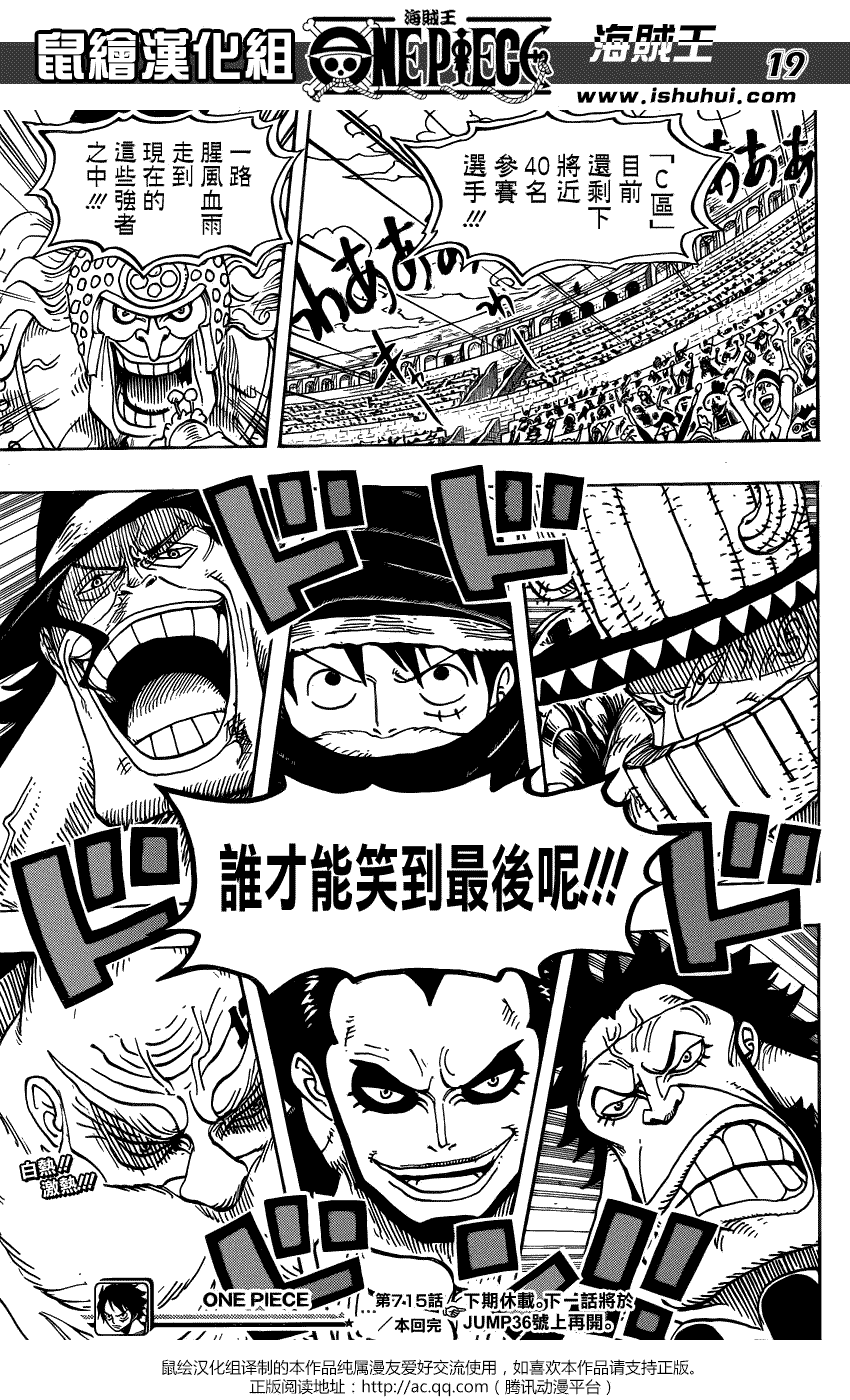 鼠繪漢化組
海賊王
ONE PIECE
海賊王
19
www.ishuhui.com
「C區」
目前
還剩下
將近
40名
參賽
選手!!!
わあああああぁ
わあああ
わー
一路
腥風血雨
走到
現在的
這些強者
之中!!!
ド
ド
ド
誰才能笑到最後呢!!!
ド
白熱!!
激熱!!!
ド
ド
ONE PIECE
第715話
…
本回完
下期休載。下一話將於
JUMP36號上再開。
鼠绘汉化组译制的本作品纯属漫友爱好交流使用，如喜欢本作品请支持正版。
正版阅读地址：http://ac.qq.com（腾讯动漫平台）